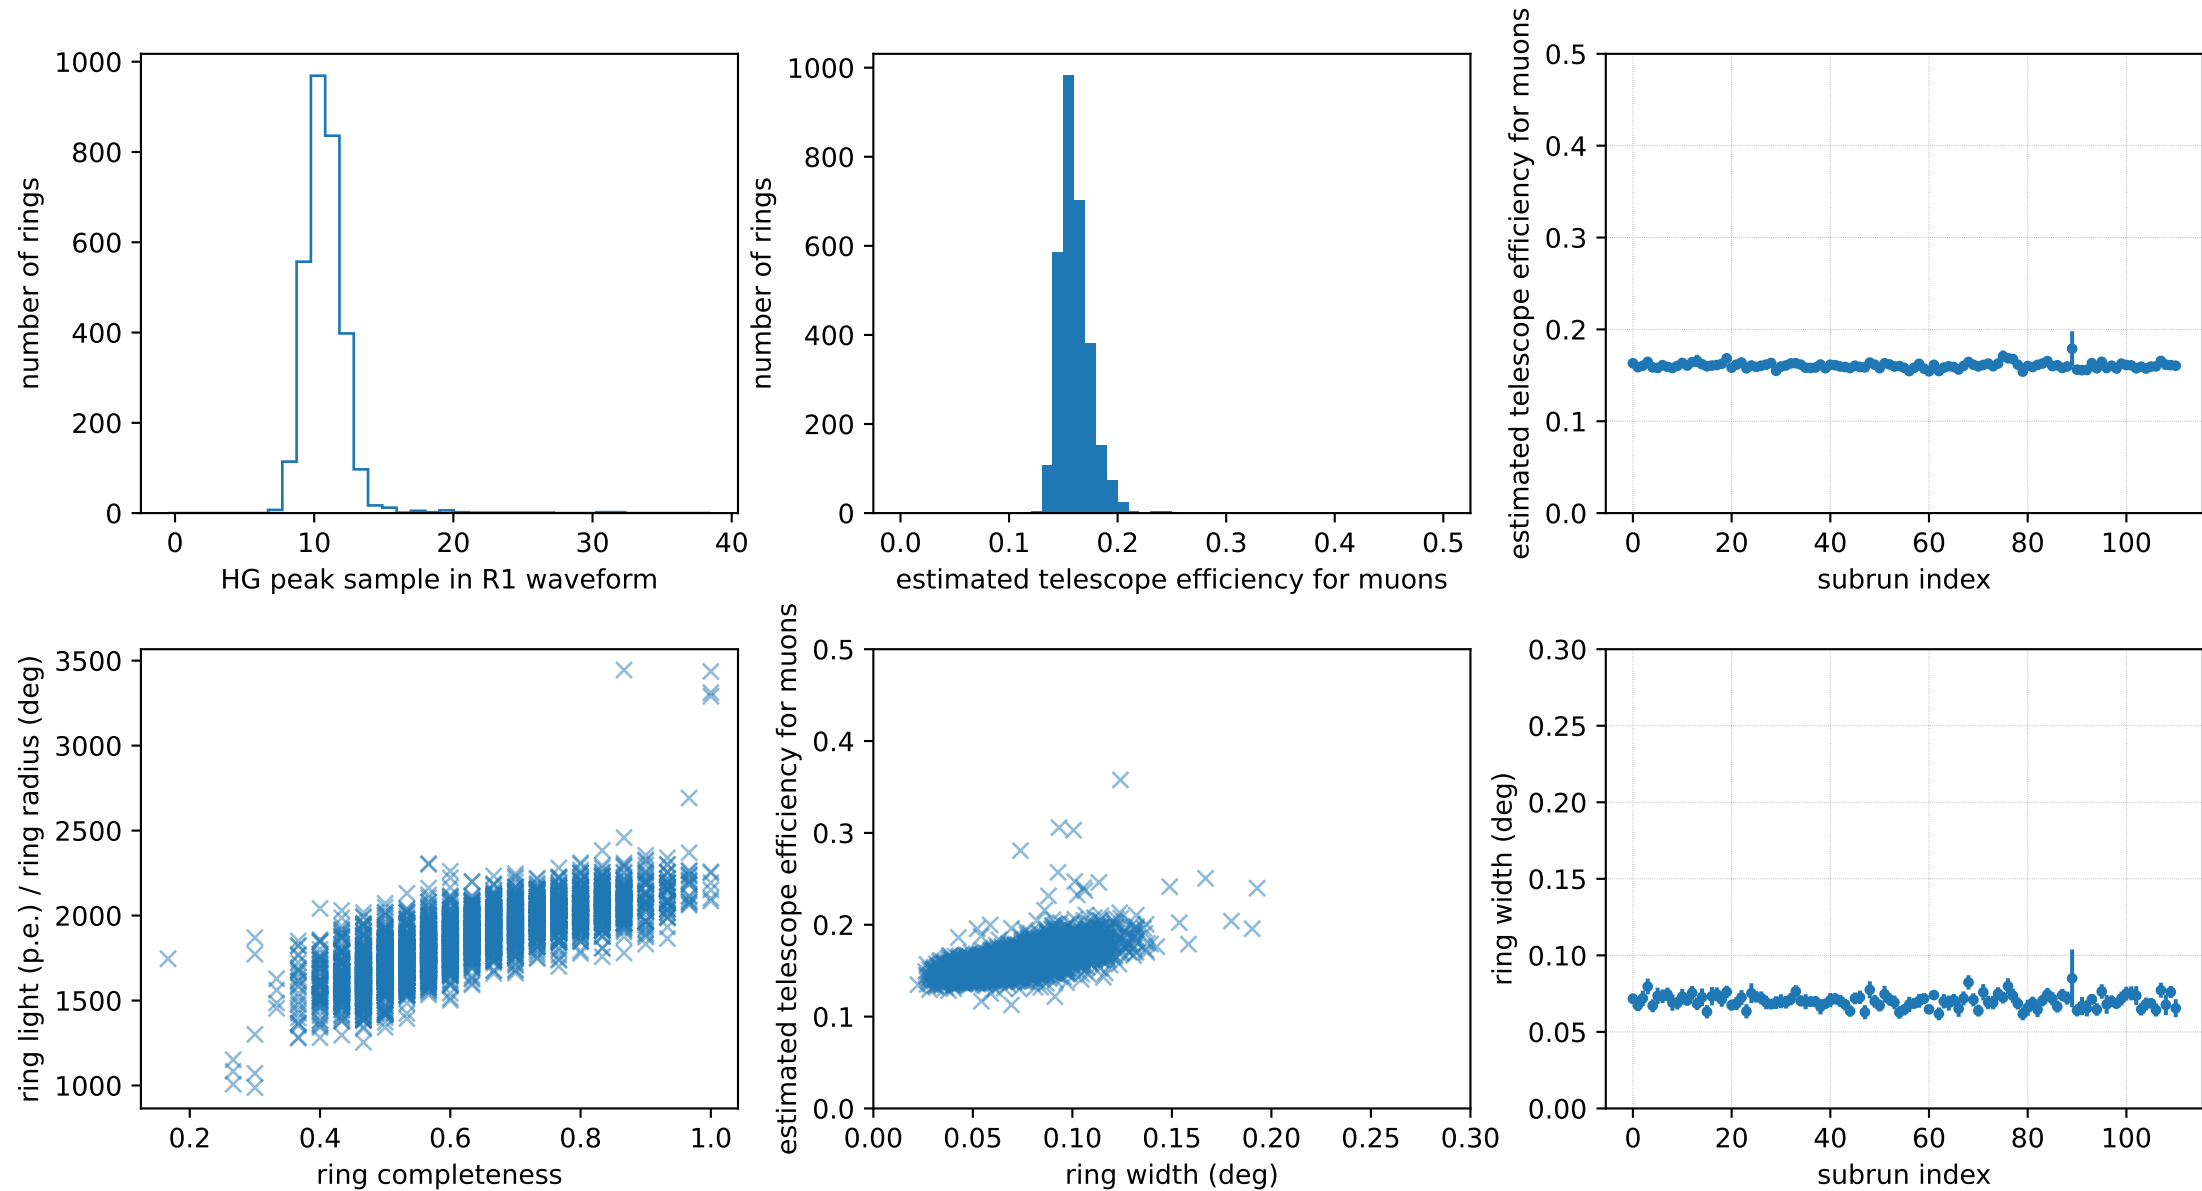 number of rings
1000
800
600
400
200
0
0 10 20 30 40
HG peak sample in R1 waveform
number of rings
1000
800
600
400
200
0
0.0 0.1 0.2 0.3 0.4 0.5
estimated telescope efficiency for muons
estimated telescope efficiency for muons
0.5
0.4
0.3
0.2
0.1
0.0
0 20 40 60 80 100
subrun index
ring light (p.e.) / ring radius (deg)
3500
3000
2500
2000
1500
1000
0.2 0.4 0.6 0.8 1.0
ring completeness
estimated telescope efficiency for muons
0.5
0.4
0.3
0.2
0.1
0.0
0.00 0.05 0.10 0.15 0.20 0.25 0.30
ring width (deg)
ring width (deg)
0.30
0.25
0.20
0.15
0.10
0.05
0.00
0 20 40 60 80 100
subrun index